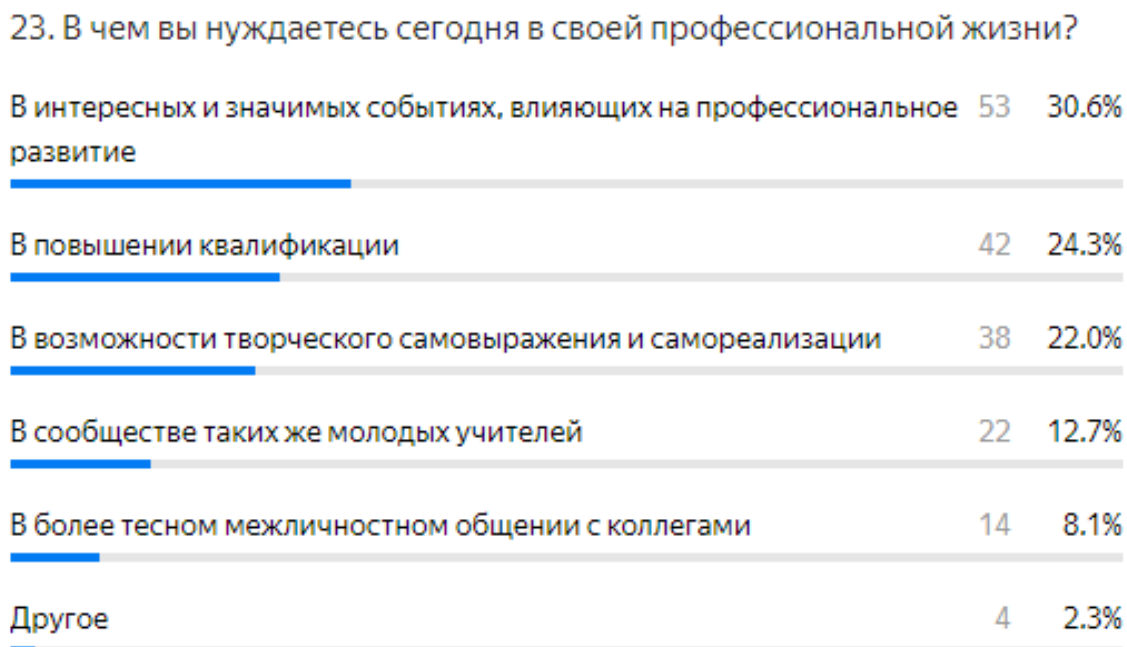 23. В чем вы нуждаетесь сегодня в своей профессиональной жизни?
В интересных и значимых событиях, влияющих на профессиональное 53 30.6%
развитие
В повышении квалификации 42 24.3%
В возможности творческого самовыражения и самореализации 38 22.0%
В сообществе таких же молодых учителей 22 12.7%
В более тесном межличностном общении с коллегами 14 8.1%
Другое 4 2.3%